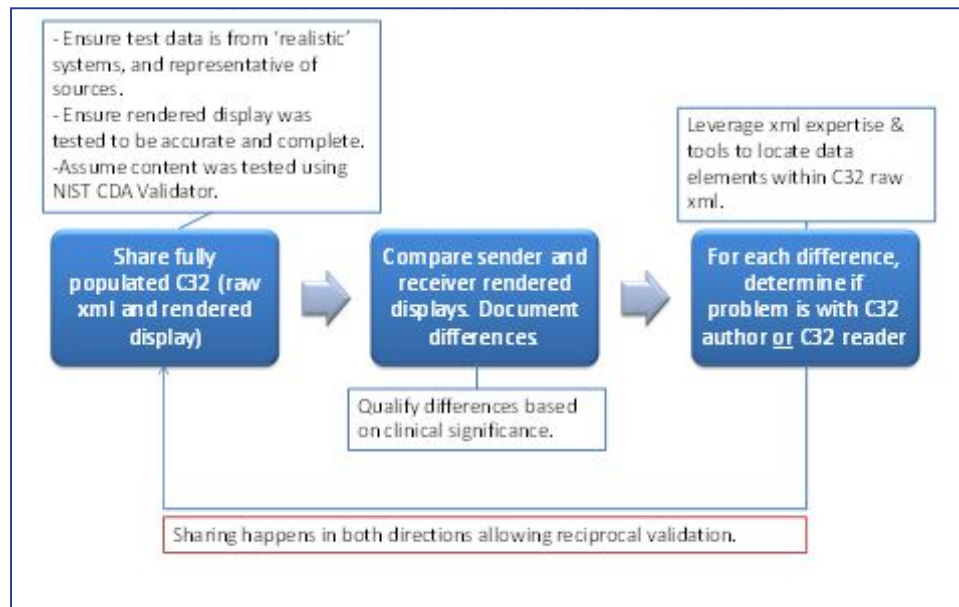 - Ensure test data is from ‘realistic’
systems, and representative of
sources.
- Ensure rendered display was
tested to be accurate and complete.
-Assume content was tested using
NIST CDA Validator.
Leverage xml expertise &
tools to locate data
elements within C32 raw
xml.
Share fully
populated C32 (raw
xml and rendered
display)
Compare sender and
receiver rendered
displays. Document
differences.
For each difference,
determine if
problem is with C32
author or C32 reader
Qualify differences based
on clinical significance.
Sharing happens in both directions allowing reciprocal validation.